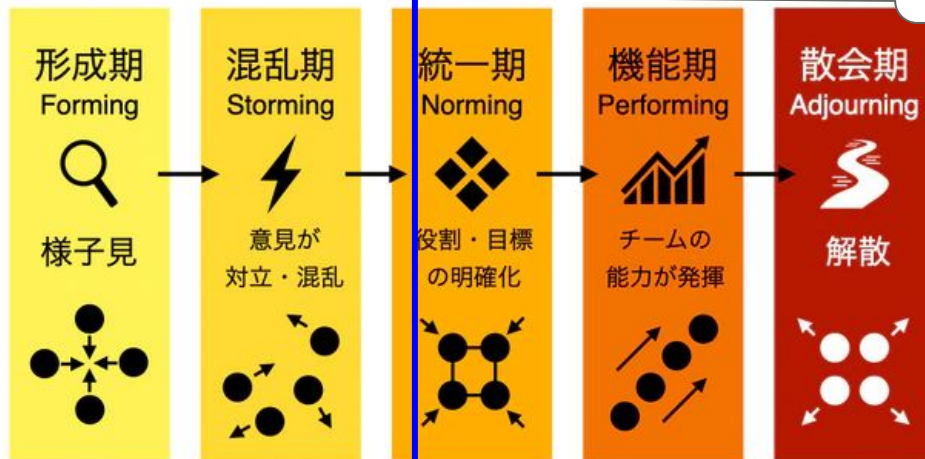 形成期
Forming
様子見
混乱期
Storming
意見が
対立・混乱
統一期
Norming
役割・目標
の明確化
機能期
Performing
チームの
能力が発揮
散会期
Adjourning
解散